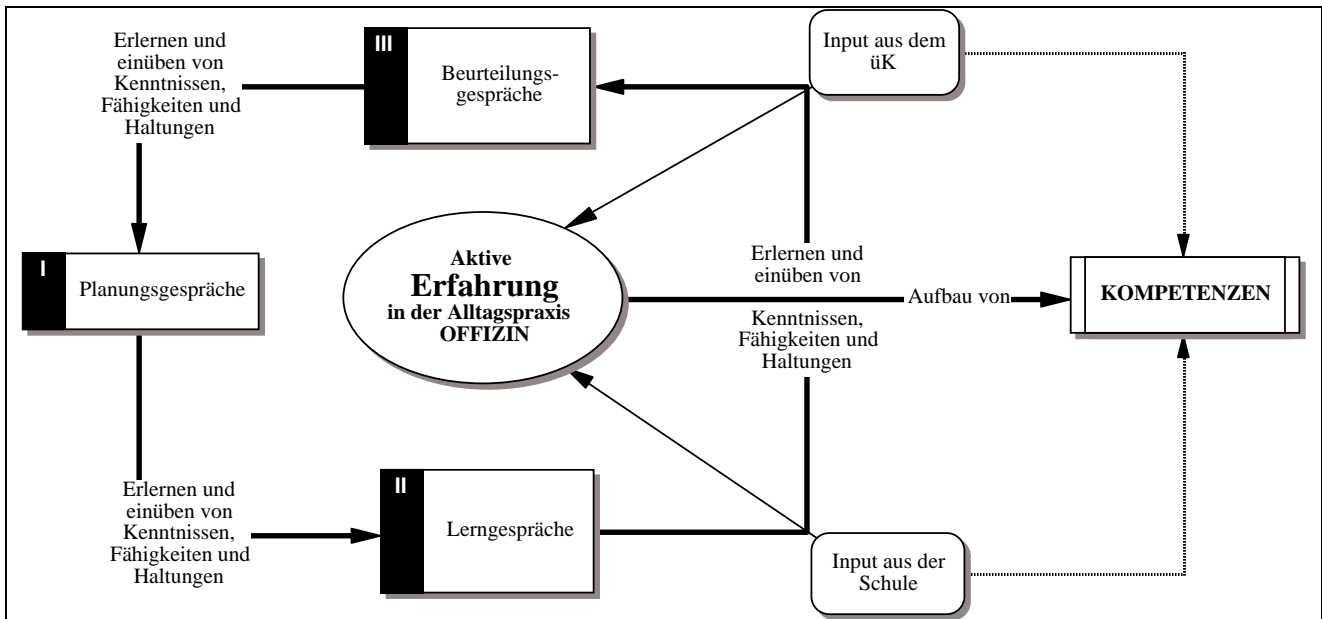 Erlernen und
einüben von
Kenntnissen,
Fähigkeiten und
Haltungen
III
Beurteilungs-
gespräche
Input aus dem
üK
I
Planungsgespräche
Aktive
Erfahrung
in der Alltagspraxis
OFFIZIN
Erlernen und
einüben von
Kenntnissen,
Fähigkeiten und
Haltungen
Aufbau von
KOMPETENZEN
Erlernen und
einüben von
Kenntnissen,
Fähigkeiten und
Haltungen
II
Lerngespräche
Input aus der
Schule